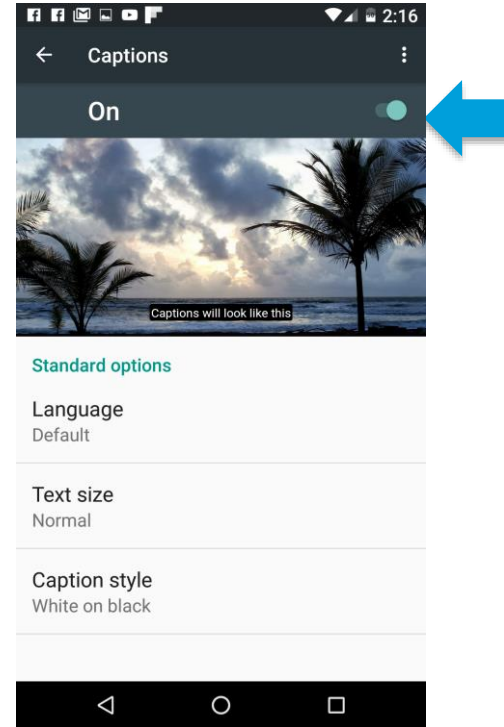 2:16
Captions
On
Captions will look like this
Standard options
Language
Default
Text size
Normal
Caption style
White on black